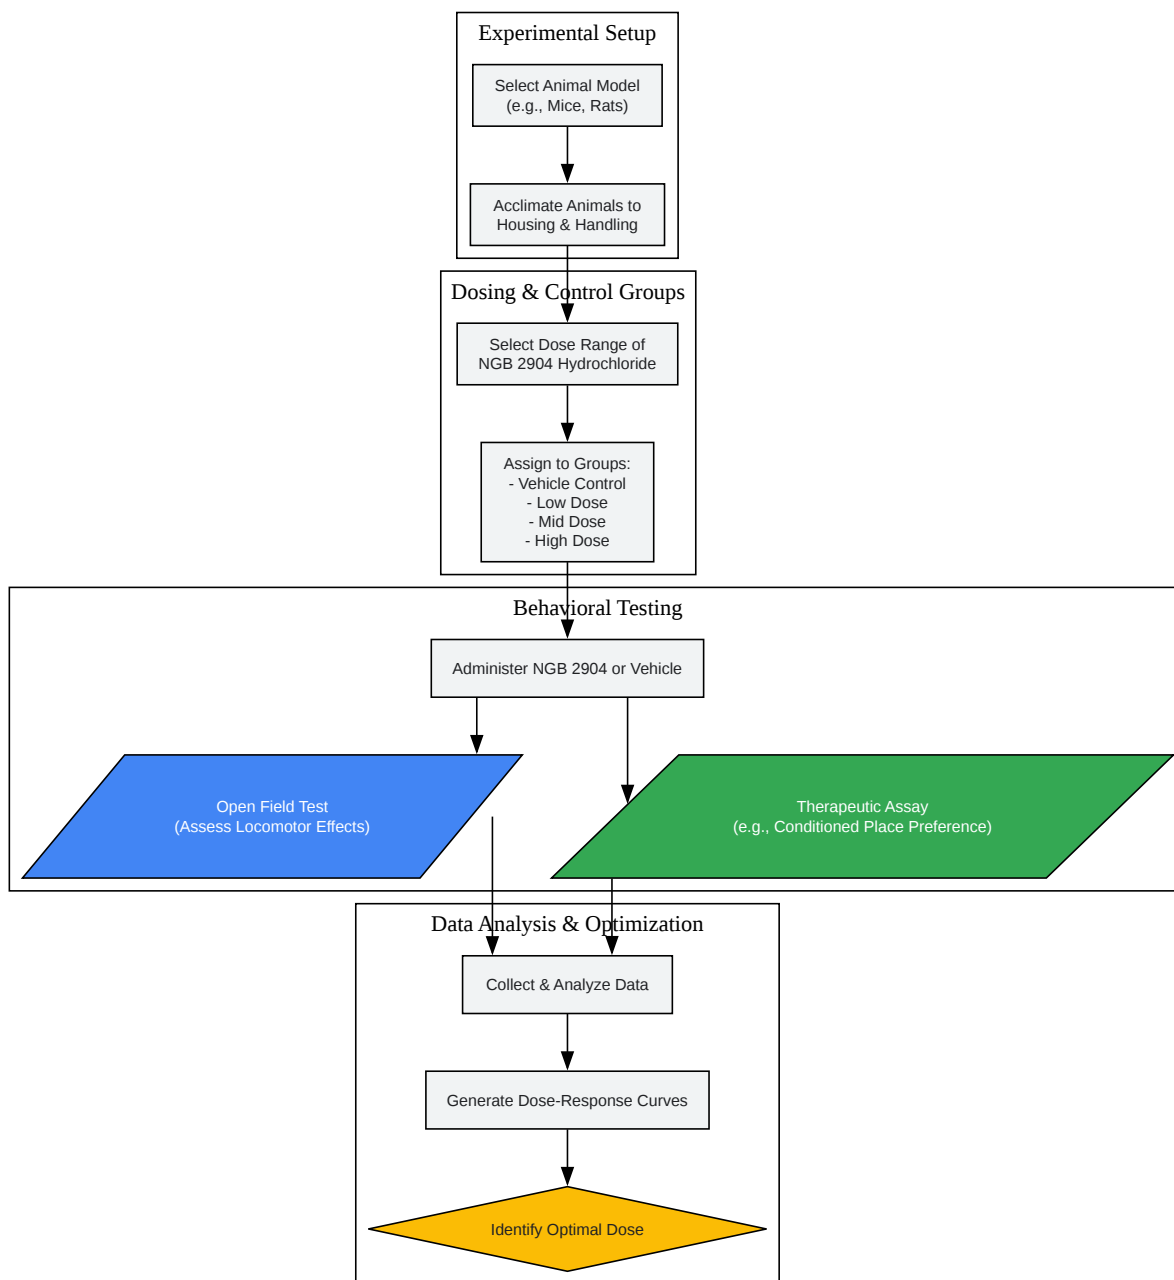 Experimental Setup
Select Animal Model
(e.g., Mice, Rats)
Acclimate Animals to
Housing & Handling
Dosing & Control Groups
Select Dose Range of
NGB 2904 Hydrochloride
Assign to Groups:
- Vehicle Control
- Low Dose
- Mid Dose
- High Dose
Behavioral Testing
Administer NGB 2904 or Vehicle
Open Field Test
(Assess Locomotor Effects)
Therapeutic Assay
(e.g., Conditioned Place Preference)
Data Analysis & Optimization
Collect & Analyze Data
Generate Dose-Response Curves
Identify Optimal Dose